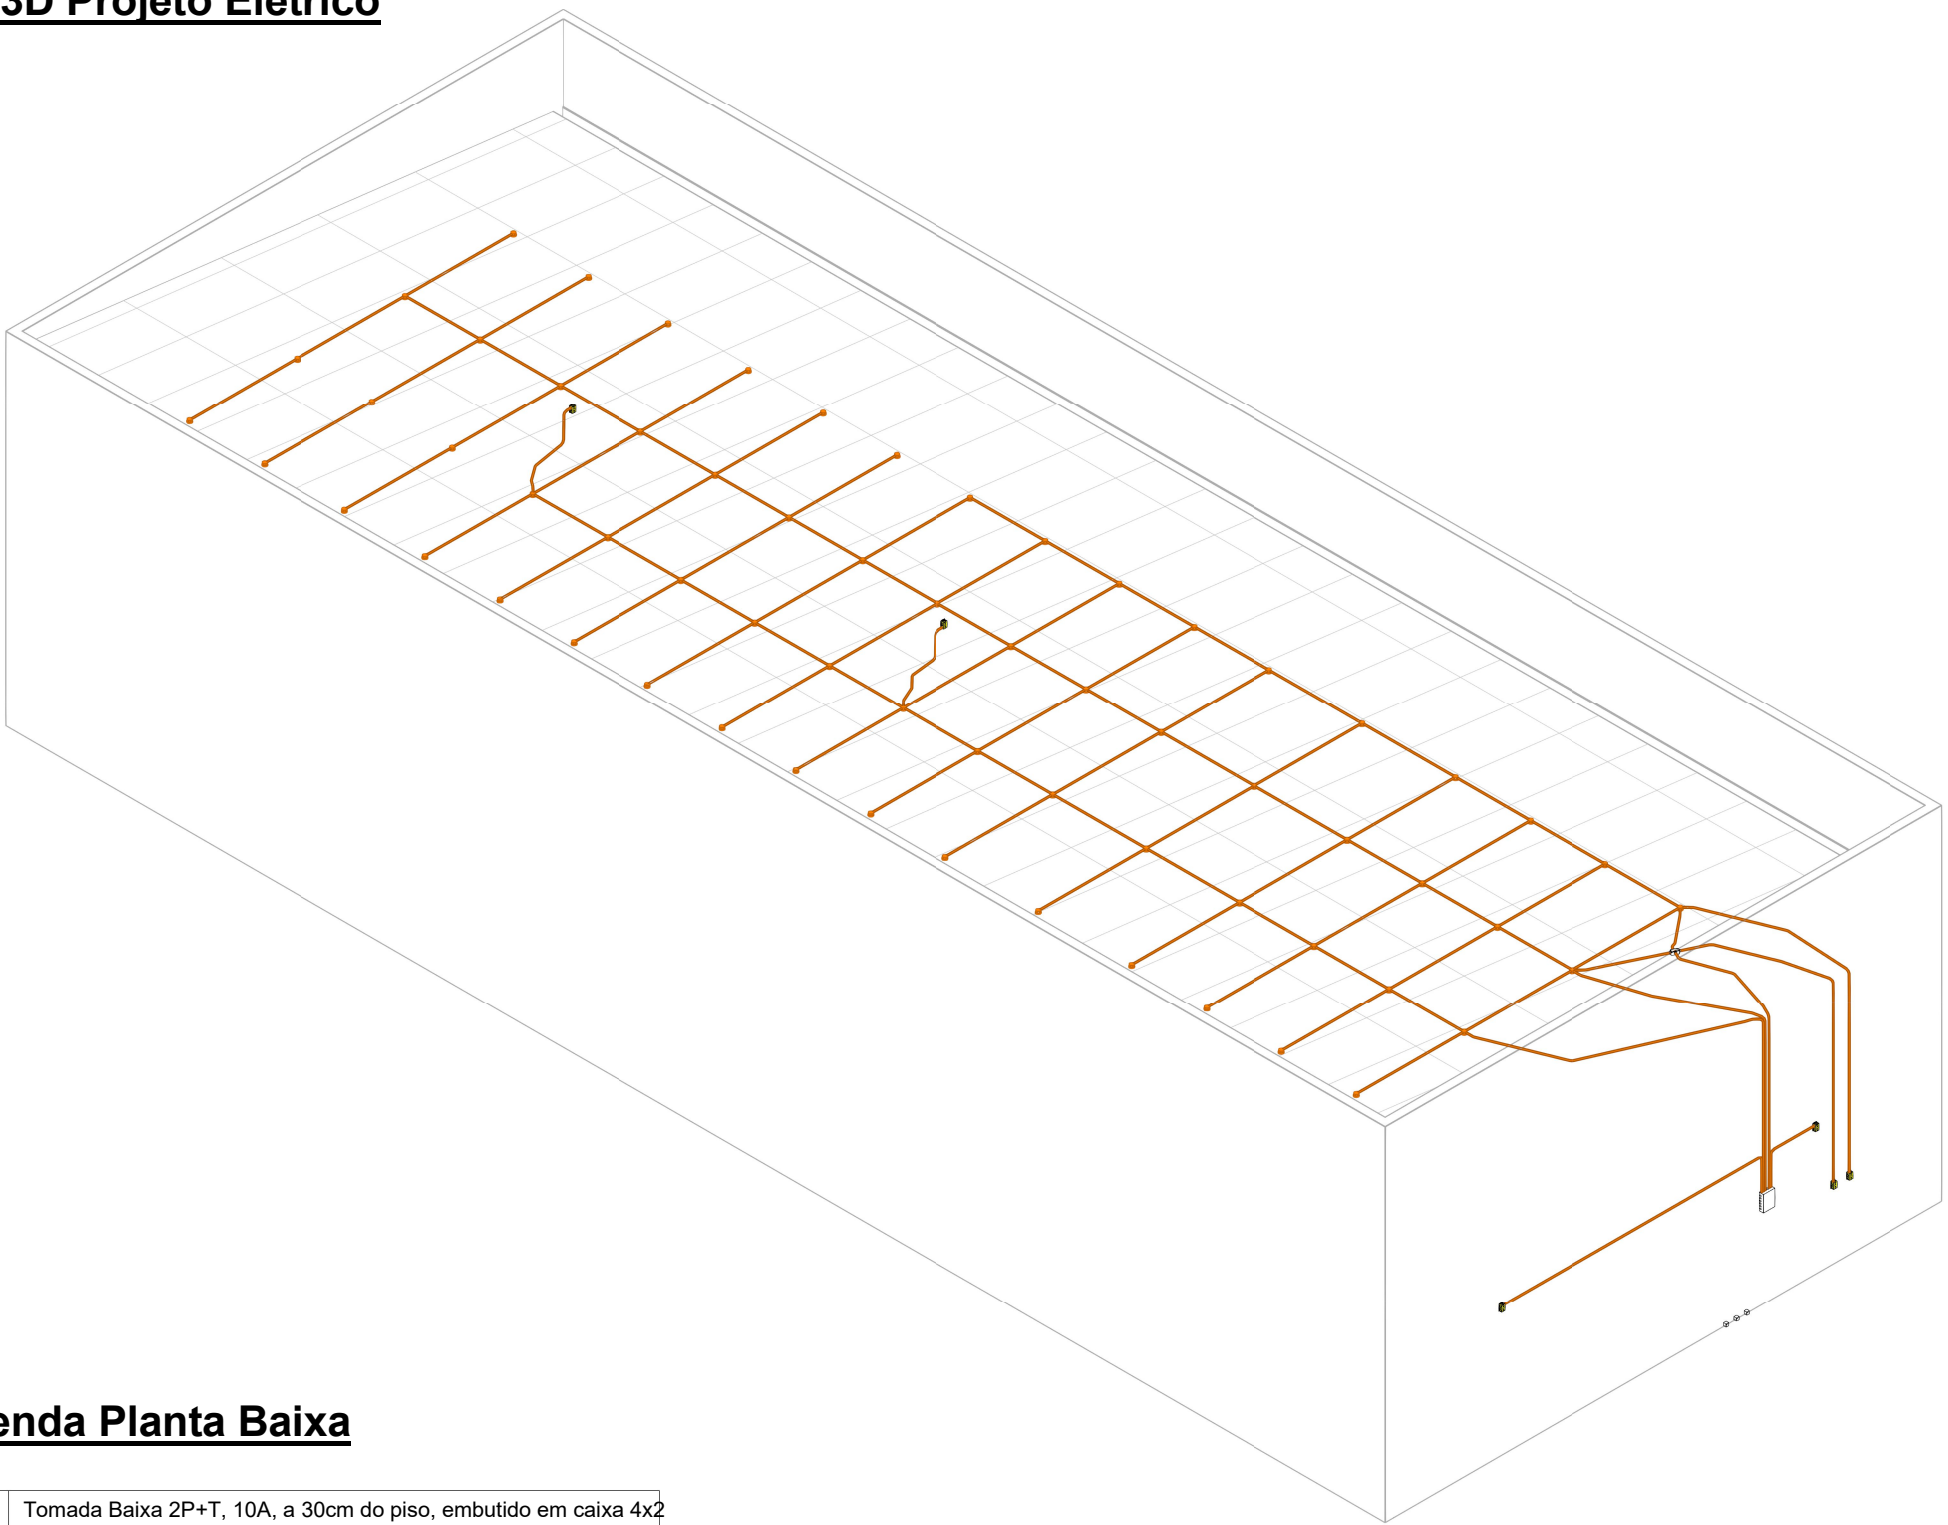 3D Projeto Elétrico
enda Planta Baixa
Tomada Baixa 2P+T, 10A, a 30cm do piso, embutido em caixa 4x2